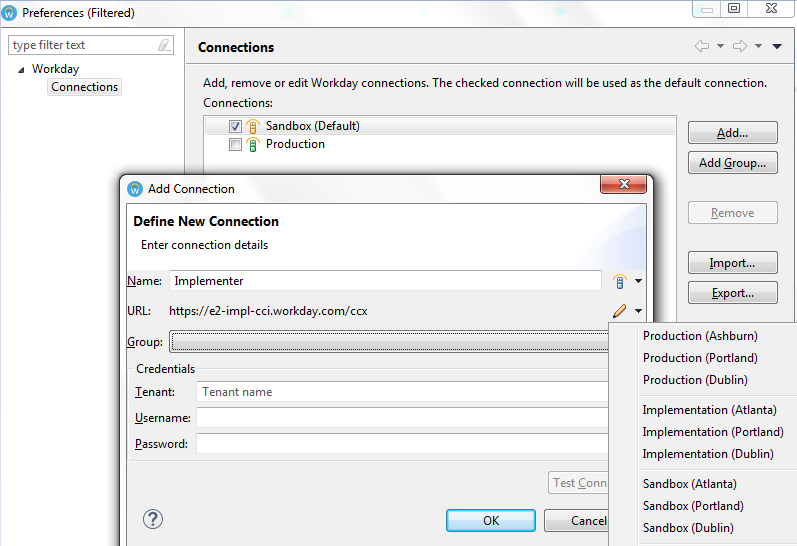 Preferences (Filtered)
type filter text
Workday
Connections
Connections
Add, remove or edit Workday connections. The checked connection will be used as the default connection.
Connections:
Sandbox (Default)
Production
Add...
Add Group...
Remove
Import...
Export...
Add Connection
Define New Connection
Enter connection details
Name: Implementer
URL: https://e2-impl-cci.workday.com/ccx
Group:
Credentials
Tenant: Tenant name
Username:
Password:
Test Conn
OK
Cancel
Production (Ashburn)
Production (Portland)
Production (Dublin)
Implementation (Atlanta)
Implementation (Portland)
Implementation (Dublin)
Sandbox (Atlanta)
Sandbox (Portland)
Sandbox (Dublin)